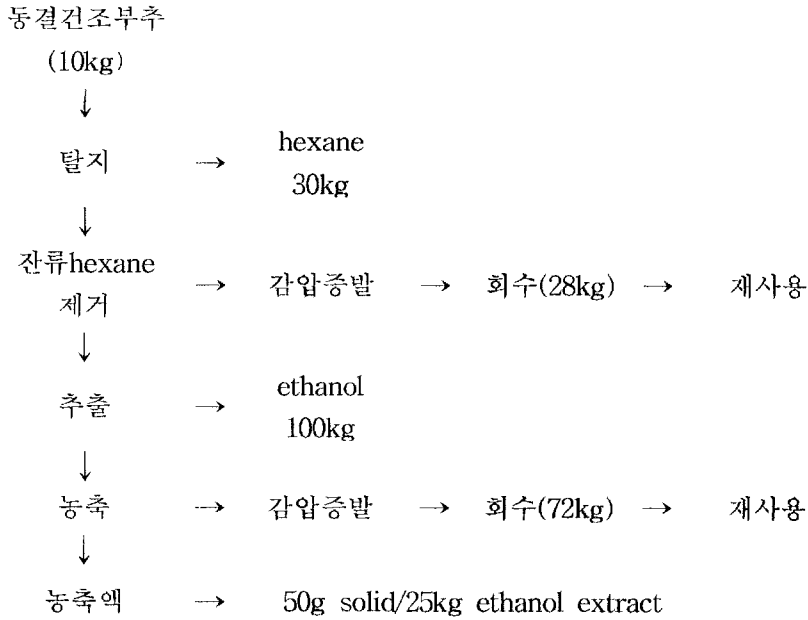 동결건조부추
(10kg)
↓
탈지 → hexane 30kg
↓
잔류hexane 제거 → 감압증발 → 회수(28kg) → 재사용
↓
추출 → ethanol 100kg
↓
농축 → 감압증발 → 회수(72kg) → 재사용
↓
농축액 → 50g solid/25kg ethanol extract